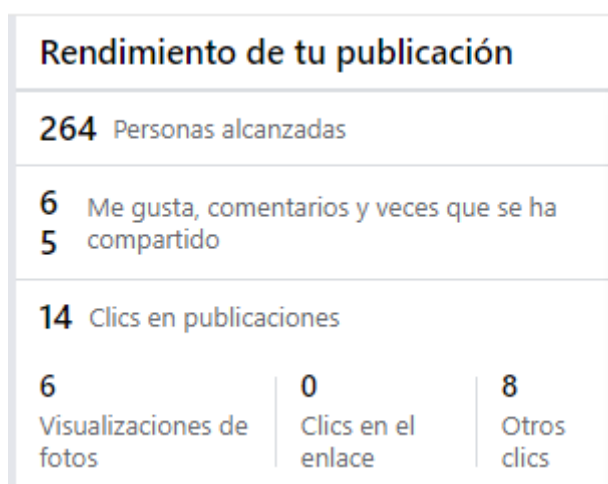 Rendimiento de tu publicación
264 Personas alcanzadas
6 Me gusta, comentarios y veces que se ha
5 compartido
14 Clics en publicaciones
6
Visualizaciones de
fotos
0
Clics en el
enlace
8
Otros
clics